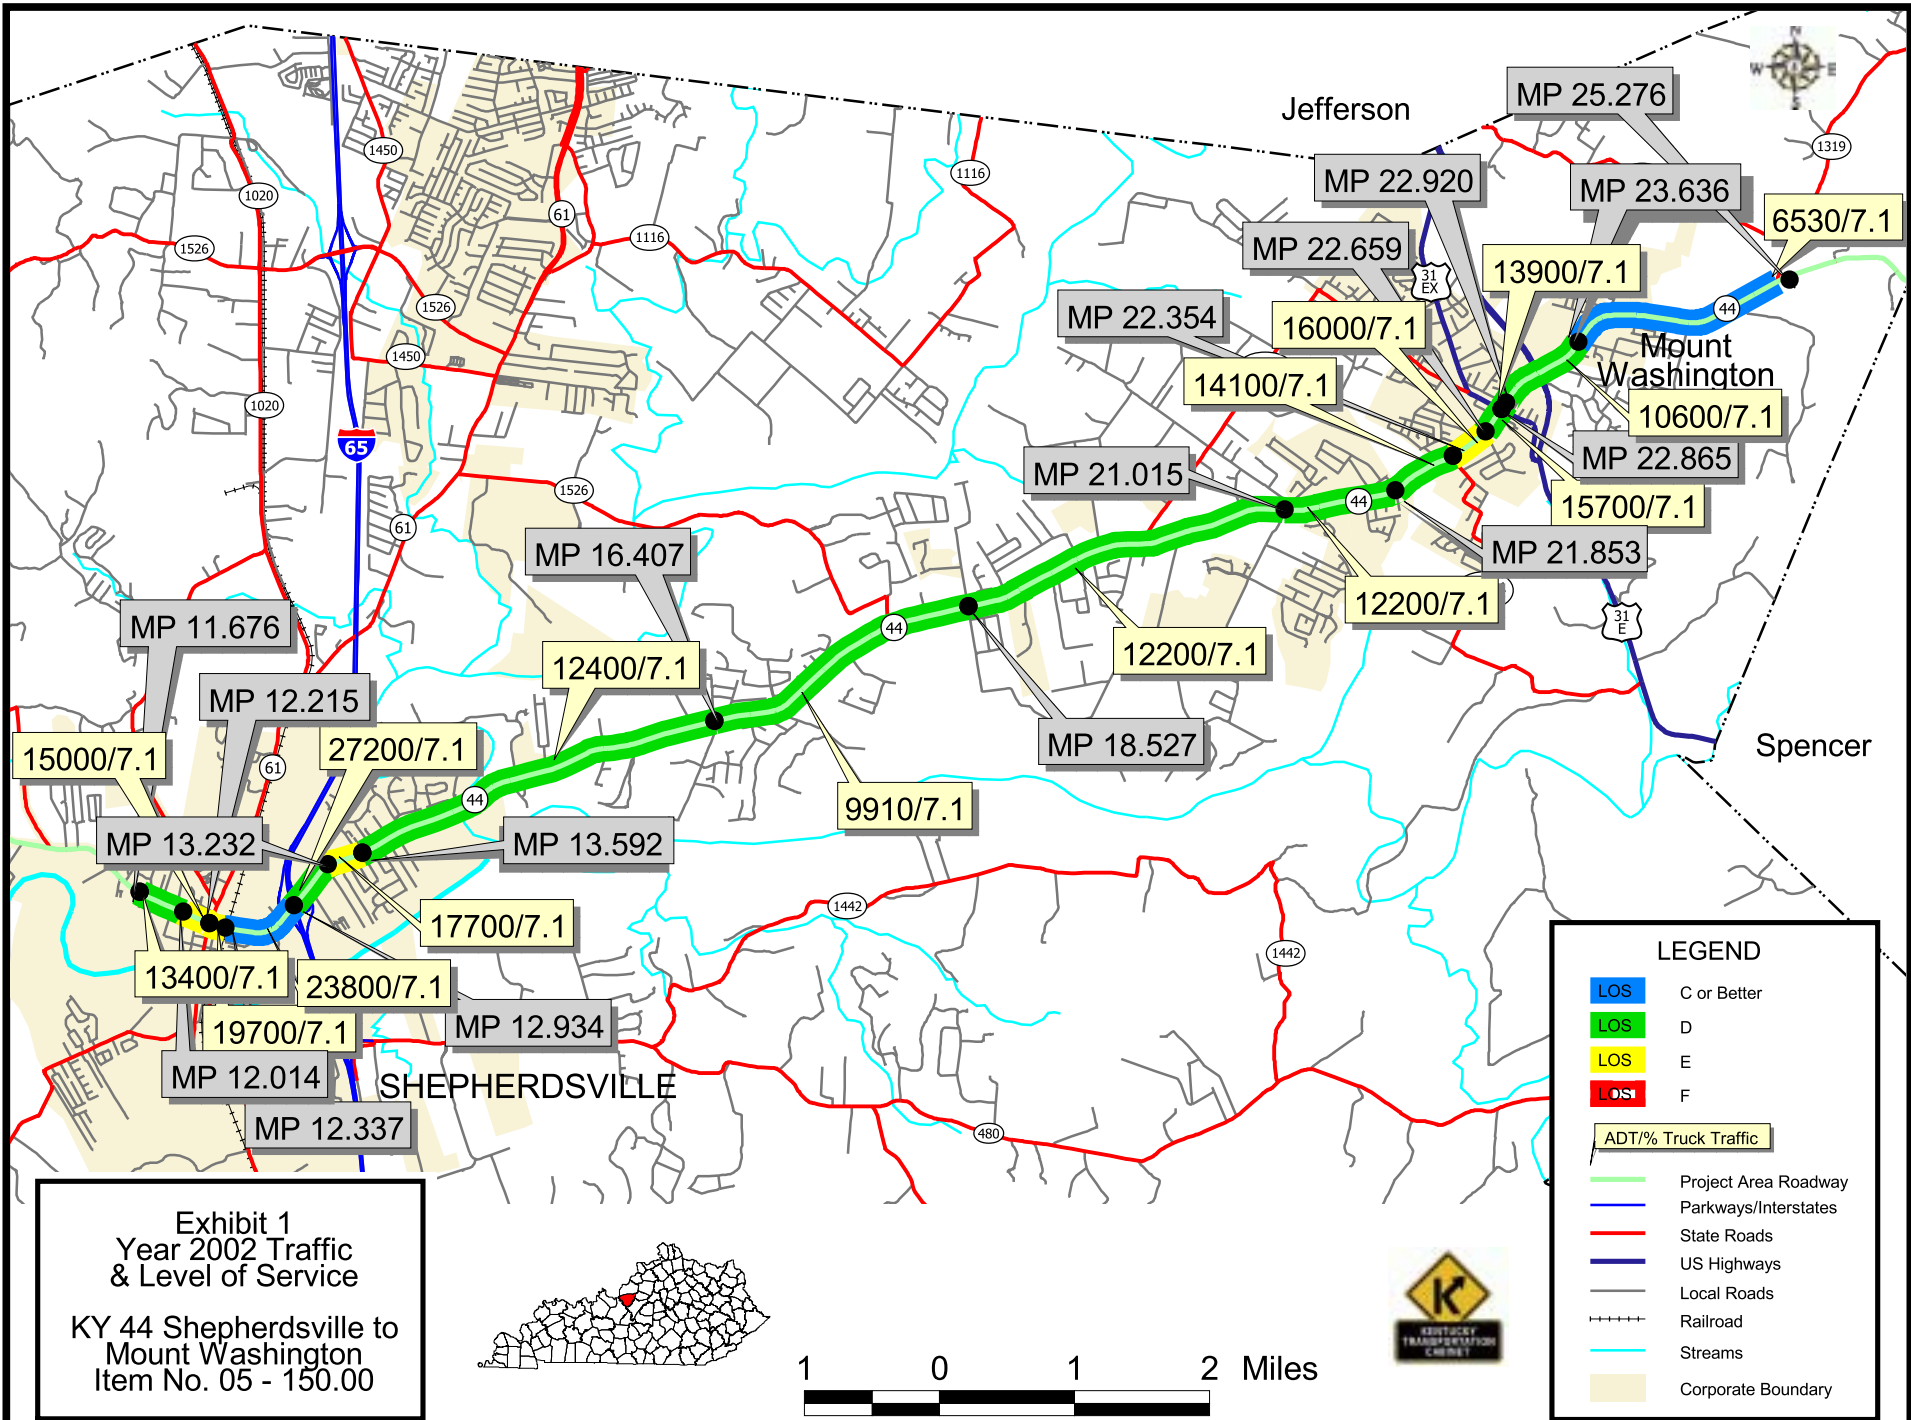 N
W
E
S
Jefferson
MP 25.276
1319
1450
MP 22.920
MP 23.636
1116
1020
61
6530/7.1
1526
1116
MP 22.659
13900/7.1
31
EX
1526
MP 22.354
16000/7.1
44
Mount
Washington
1450
14100/7.1
1020
10600/7.1
65
MP 22.865
MP 21.015
1526
44
15700/7.1
61
MP 16.407
MP 21.853
12200/7.1
31
E
MP 11.676
44
12200/7.1
12400/7.1
MP 12.215
27200/7.1
15000/7.1
MP 18.527
Spencer
61
44
9910/7.1
MP 13.232
MP 13.592
1442
17700/7.1
1442
13400/7.1
23800/7.1
19700/7.1
MP 12.934
MP 12.014
SHEPHERDSVILLE
MP 12.337
480
LEGEND
LOS C or Better
LOS D
LOS E
LOS F
ADT/% Truck Traffic
Project Area Roadway
Parkways/Interstates
State Roads
US Highways
Local Roads
Railroad
Streams
Corporate Boundary
Exhibit 1
Year 2002 Traffic
& Level of Service
KY 44 Shepherdsville to
Mount Washington
Item No. 05 - 150.00
1 0 1 2 Miles
K
KENTUCKY
TRANSPORTATION
CABINET